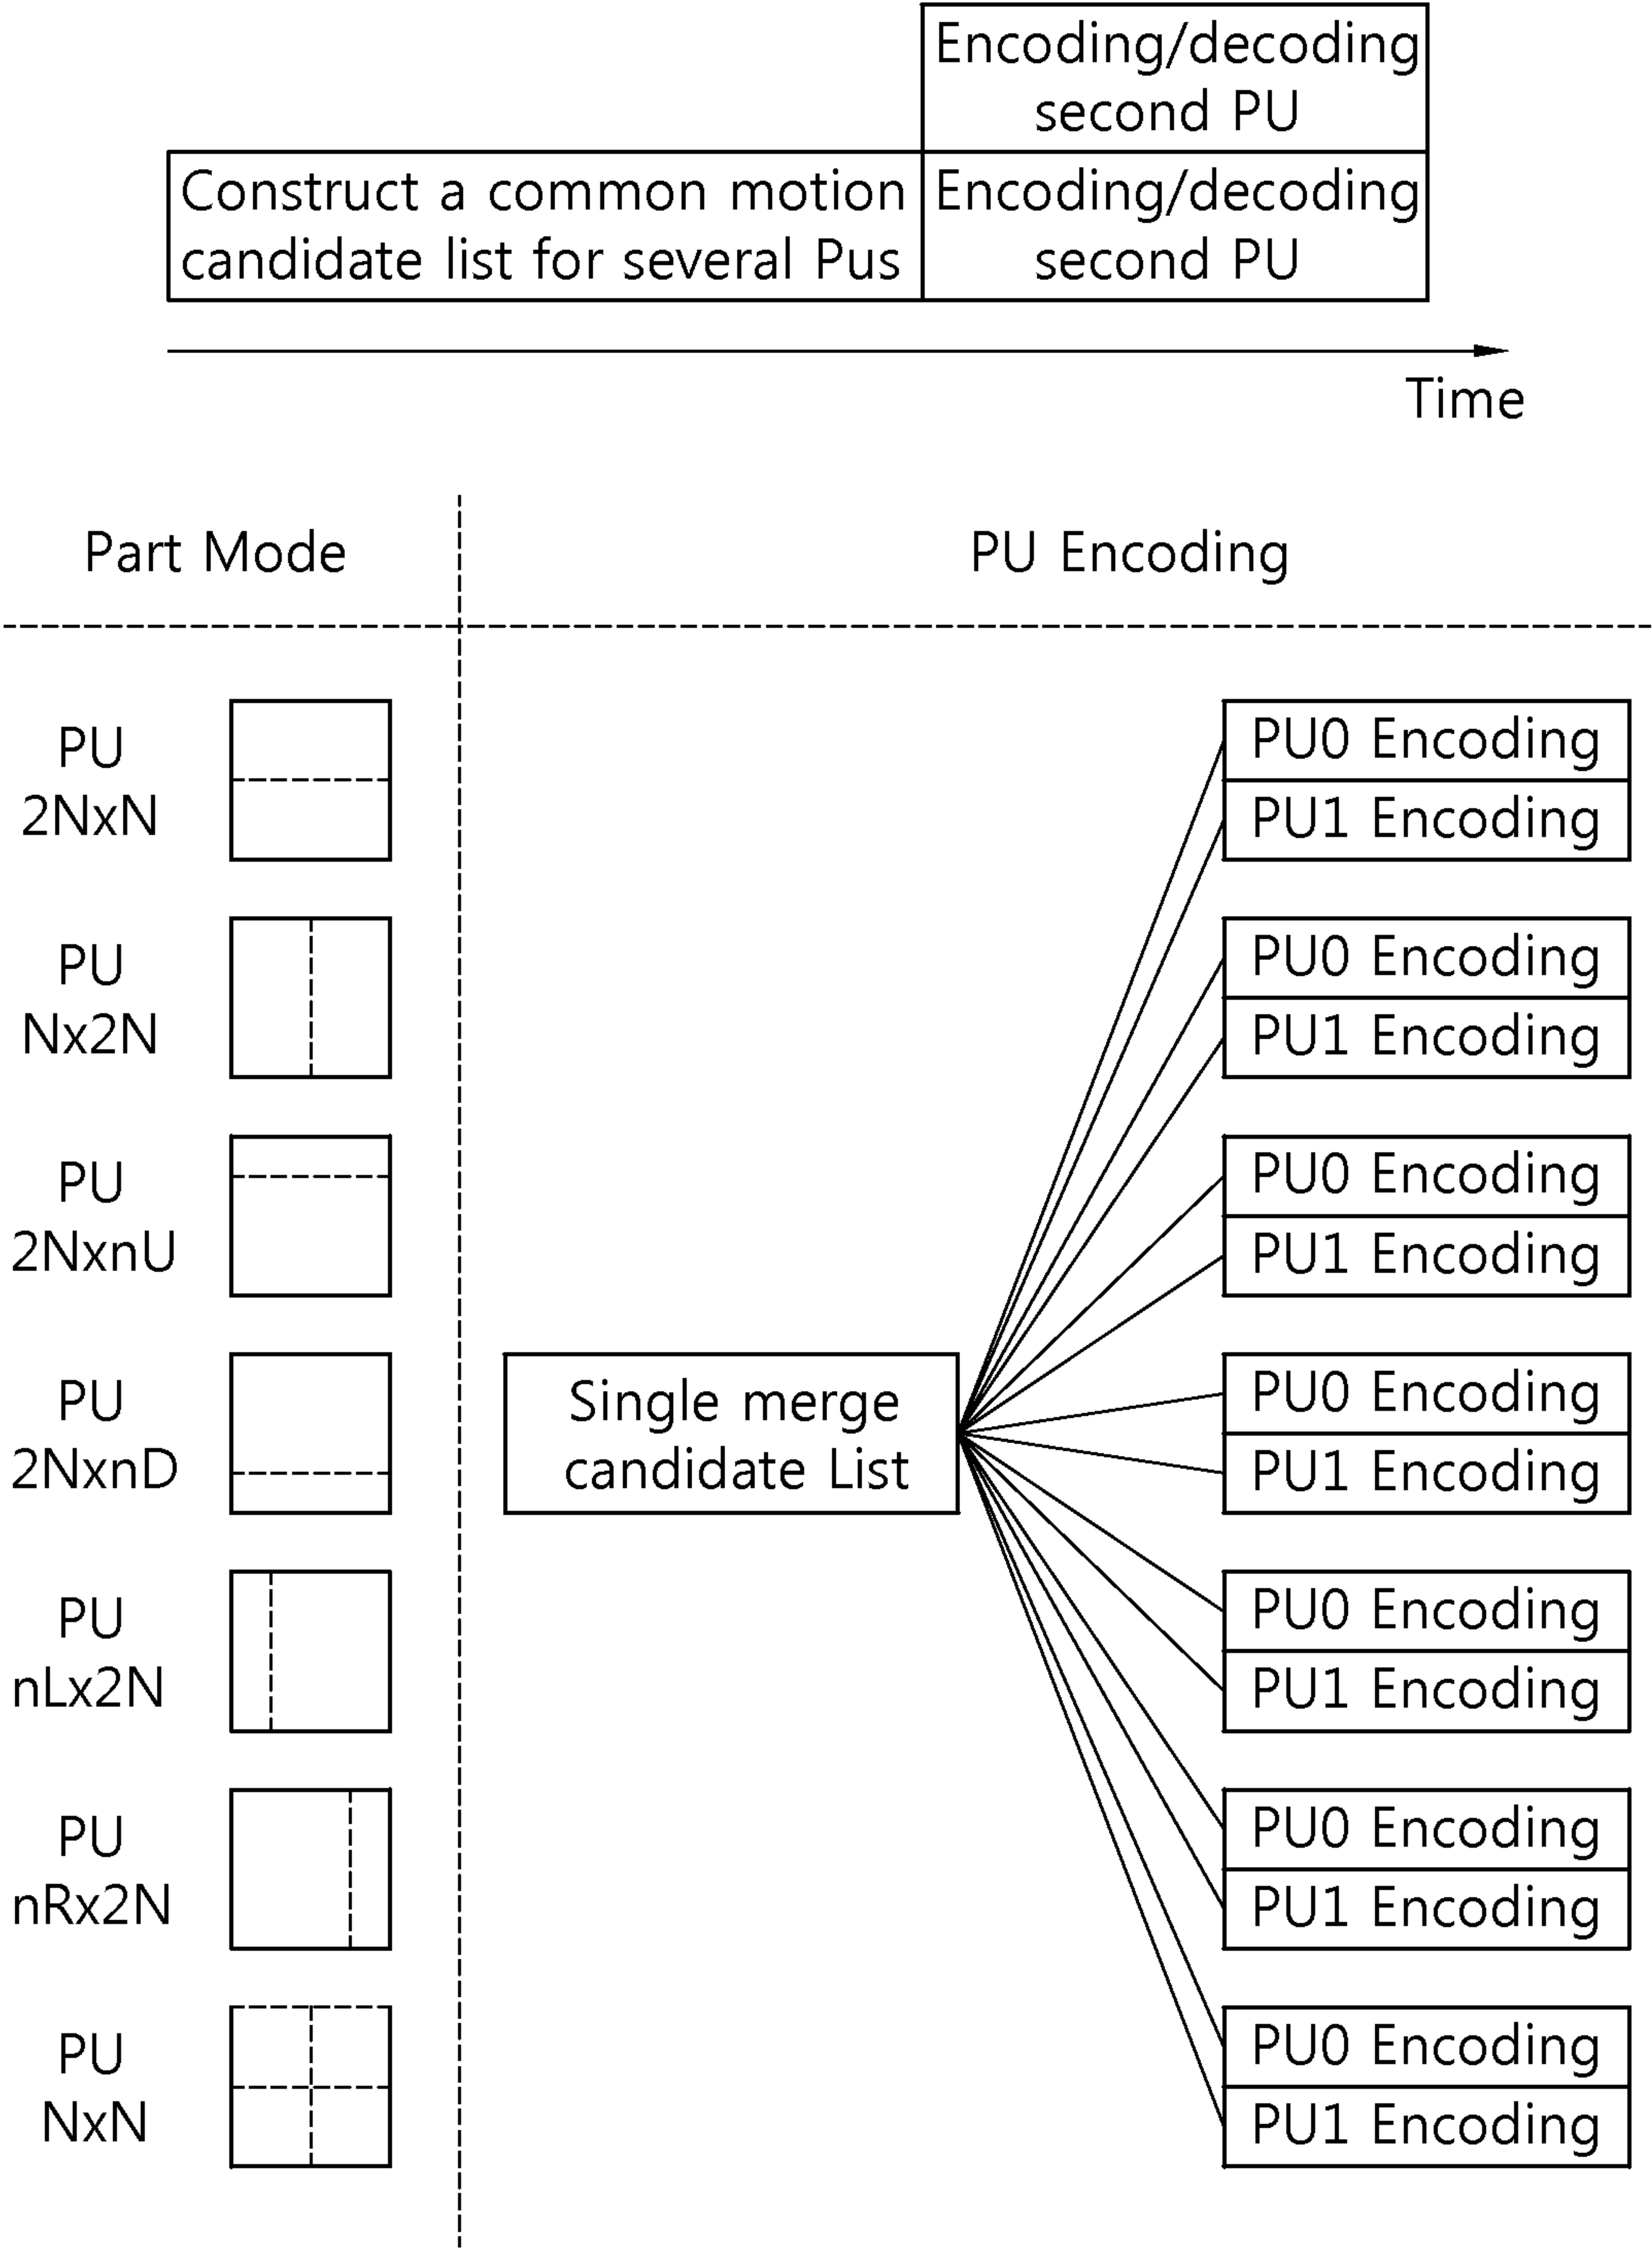 Encoding/decoding
second PU
Construct a common motion
candidate list for several Pus
Encoding/decoding
second PU
Time
Part Mode
PU Encoding
PU
2NxN
PU0 Encoding
PU1 Encoding
PU
Nx2N
PU0 Encoding
PU1 Encoding
PU
2NxnU
PU0 Encoding
PU1 Encoding
PU
2NxnD
Single merge
candidate List
PU0 Encoding
PU1 Encoding
PU
nLx2N
PU0 Encoding
PU1 Encoding
PU
nRx2N
PU0 Encoding
PU1 Encoding
PU
NxN
PU0 Encoding
PU1 Encoding